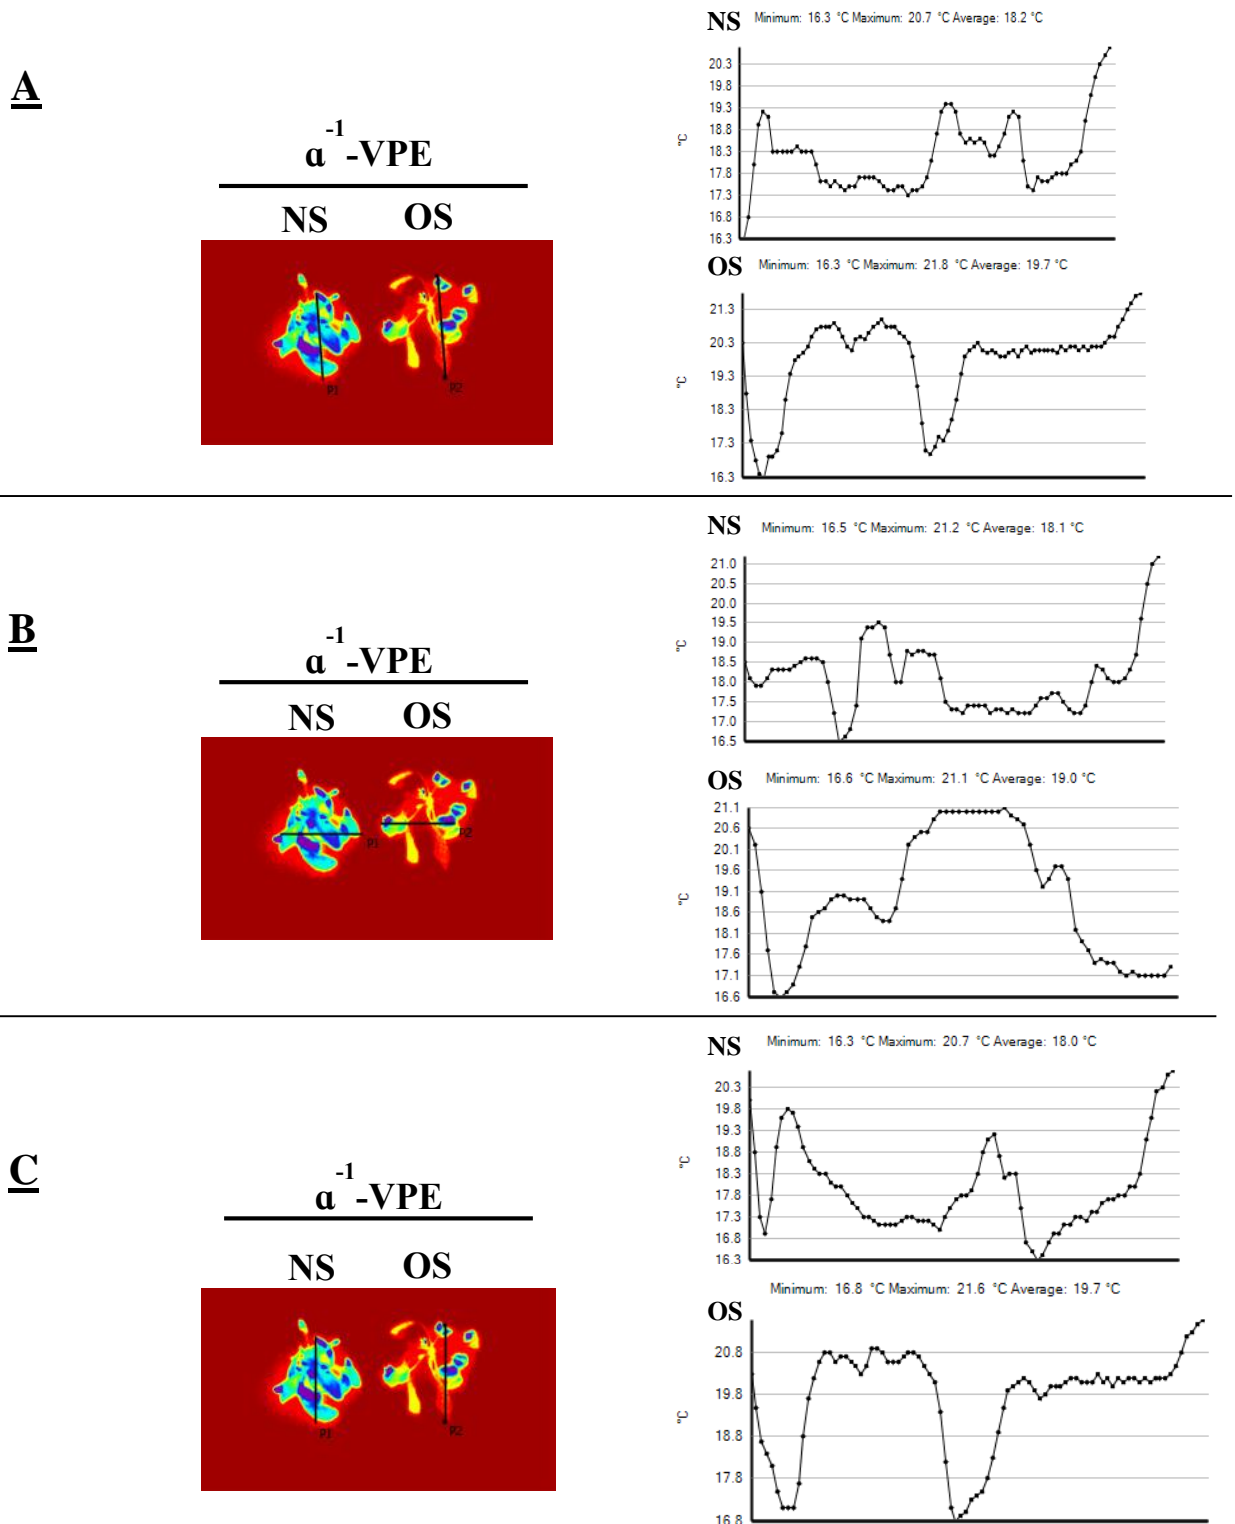 A
α-1-VPE
NS OS
P1 P2
NS Minimum: 16.3 °C Maximum: 20.7 °C Average: 18.2 °C
20.3
19.8
19.3
18.8
18.3
17.8
17.3
16.8
16.3
°C
OS Minimum: 16.3 °C Maximum: 21.8 °C Average: 19.7 °C
21.3
20.3
19.3
18.3
17.3
16.3
°C
B
α-1-VPE
NS OS
P1 P2
NS Minimum: 16.5 °C Maximum: 21.2 °C Average: 18.1 °C
21.0
20.5
20.0
19.5
19.0
18.5
18.0
17.5
17.0
16.5
°C
OS Minimum: 16.6 °C Maximum: 21.1 °C Average: 19.0 °C
21.1
20.6
20.1
19.6
19.1
18.6
18.1
17.6
17.1
16.6
°C
C
α-1-VPE
NS OS
P1 P2
NS Minimum: 16.3 °C Maximum: 20.7 °C Average: 18.0 °C
20.3
19.8
19.3
18.8
18.3
17.8
17.3
16.8
16.3
°C
Minimum: 16.8 °C Maximum: 21.6 °C Average: 19.7 °C
OS
20.8
19.8
18.8
17.8
16.8
°C